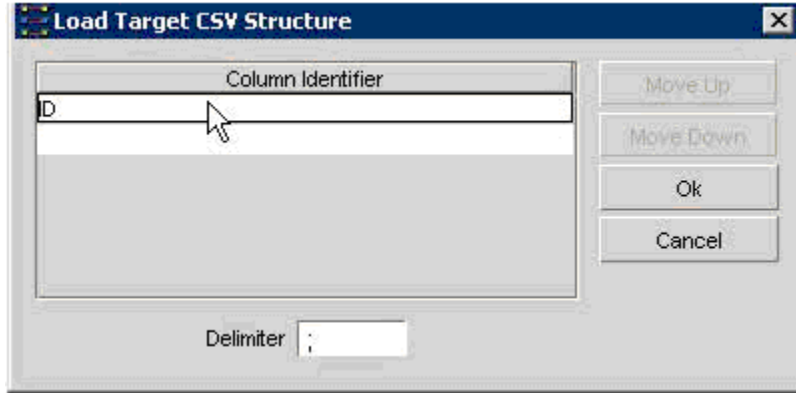 Load Target CSV Structure
Column Identifier
ID
Move Up
Move Down
Ok
Cancel
Delimiter ;